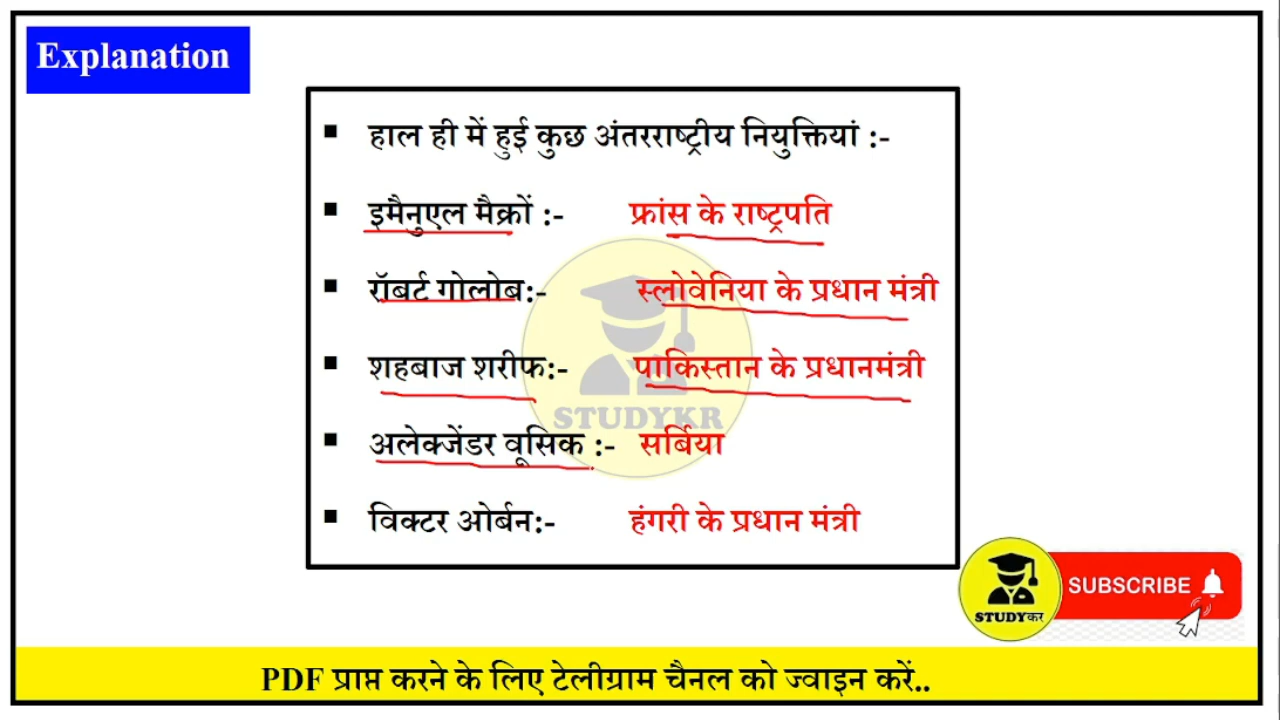 Explanation
▪ हाल ही में हुई कुछ अंतरराष्ट्रीय नियुक्तियां :-
▪ इमैनुएल मैक्रों :- फ्रांस के राष्ट्रपति
▪ रॉबर्ट गोलोब:- स्लोवेनिया के प्रधान मंत्री
▪ शहबाज शरीफ:- पाकिस्तान के प्रधानमंत्री
STUDYKR
▪ अलेक्जेंडर वूसिक :- सर्बिया
▪ विक्टर ओर्बन:- हंगरी के प्रधान मंत्री
SUBSCRIBE
STUDYकर
PDF प्राप्त करने के लिए टेलीग्राम चैनल को ज्वाइन करें..